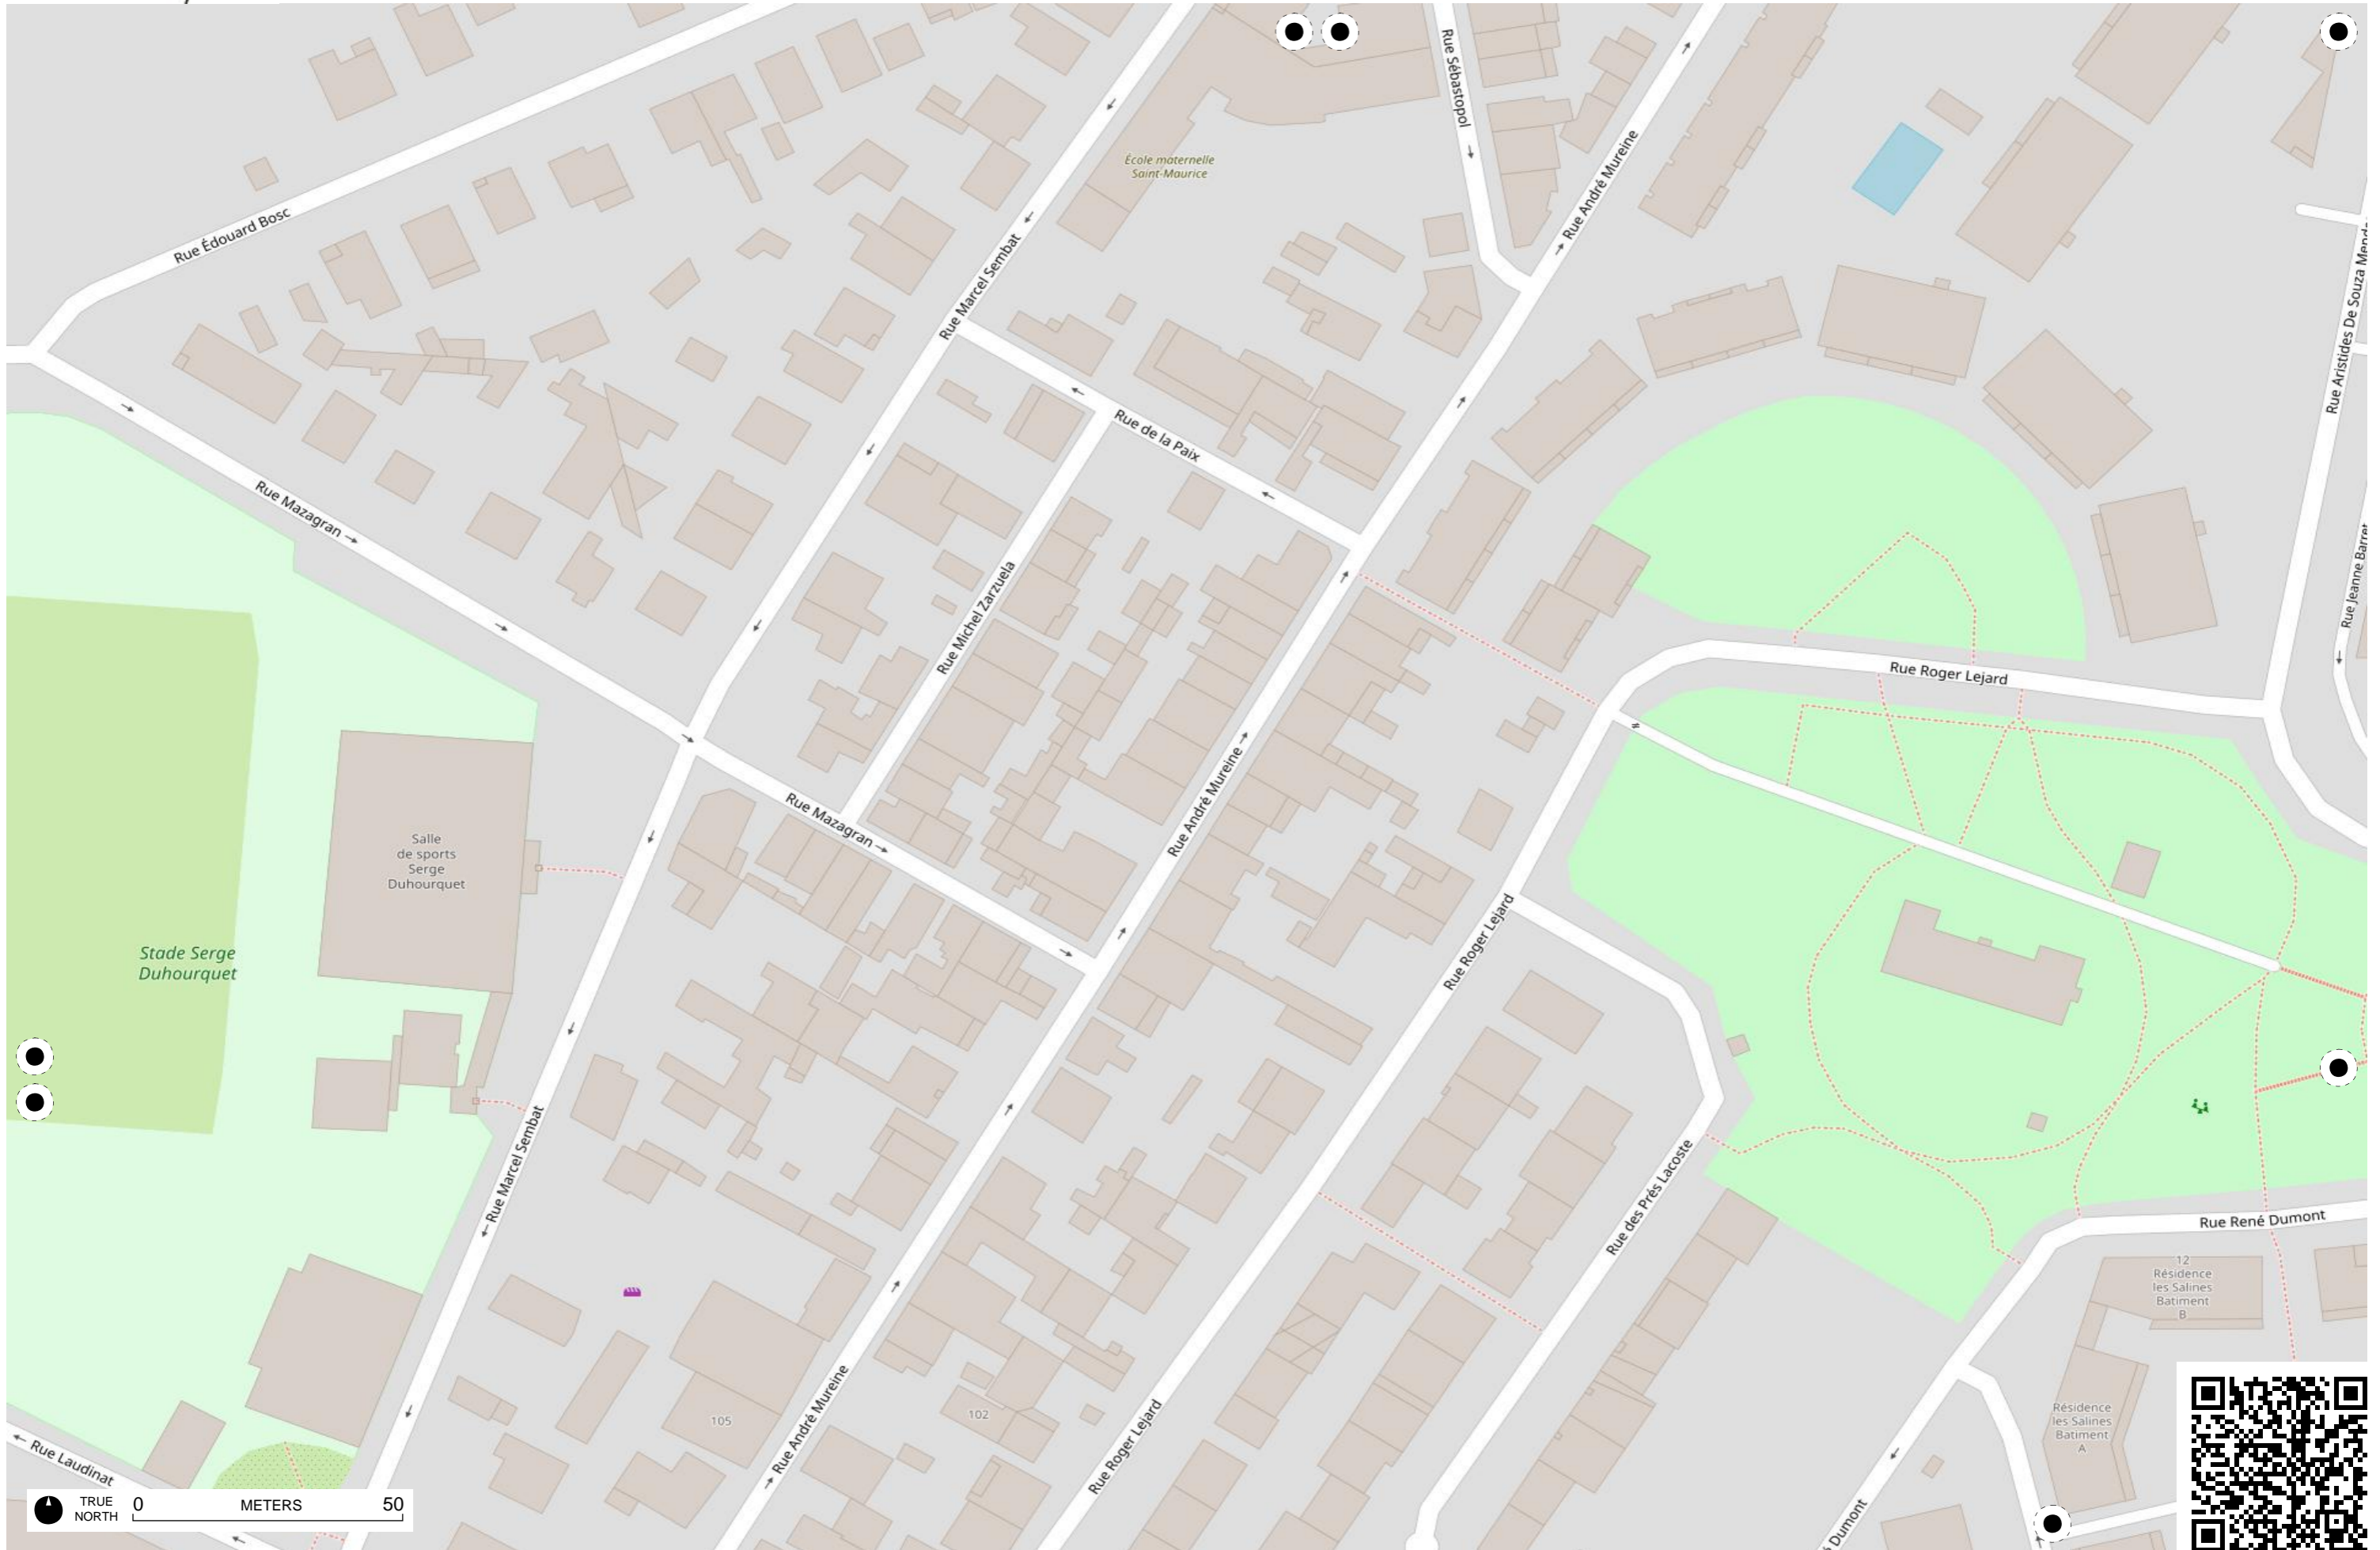 Rue Sébastopol
École maternelle
Saint-Maurice
Rue André Mureine
Rue Édouard Bosc
Rue Marcel Sembat
Rue Aristides De Souza Mend
Rue de la Paix
Rue Mazagran
Rue Jeanne Barret
Rue Michel Zarzuela
Rue Roger Lejard
Rue André Mureine
Rue Mazagran
Salle
de sports
Serge
Duhourquet
Stade Serge
Duhourquet
Rue Roger Lejard
Rue Marcel Sembat
Rue des Prés Lacoste
Rue René Dumont
12
Résidence
les Salines
Batiment
B
Résidence
les Salines
Batiment
A
105
102
Rue André Mureine
Rue Roger Lejard
Rue Laudinat
Dumont
TRUE
NORTH
0 METERS 50